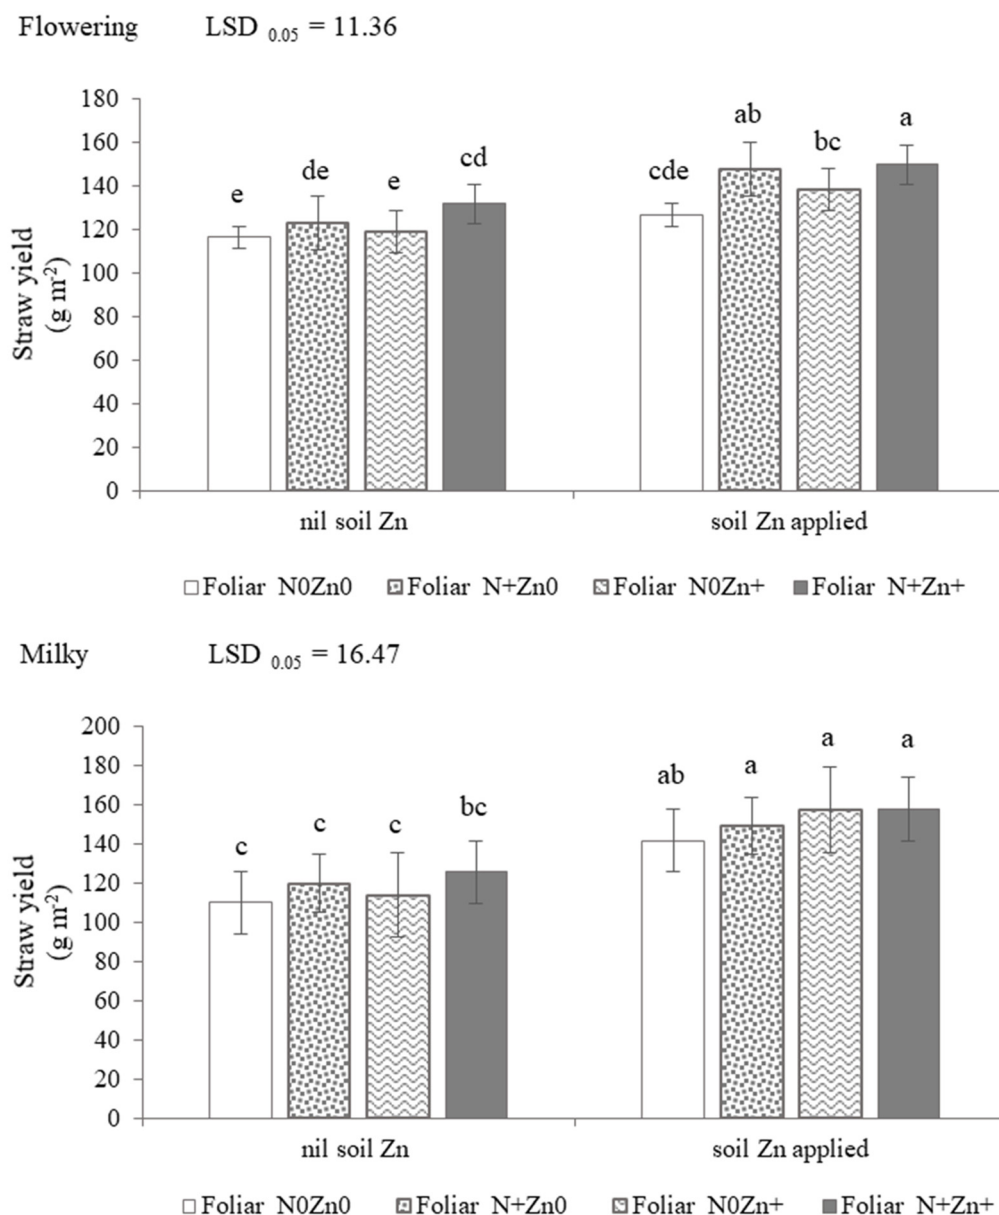 Flowering LSD 0.05 = 11.36
Straw yield
(g m-2)
180
160
140
120
100
80
60
40
20
0
e de e cd cde ab bc a
nil soil Zn soil Zn applied
Foliar N0Zn0 Foliar N+Zn0 Foliar N0Zn+ Foliar N+Zn+
Milky LSD 0.05 = 16.47
Straw yield
(g m-2)
200
180
160
140
120
100
80
60
40
20
0
c c c bc ab a a a
nil soil Zn soil Zn applied
Foliar N0Zn0 Foliar N+Zn0 Foliar N0Zn+ Foliar N+Zn+